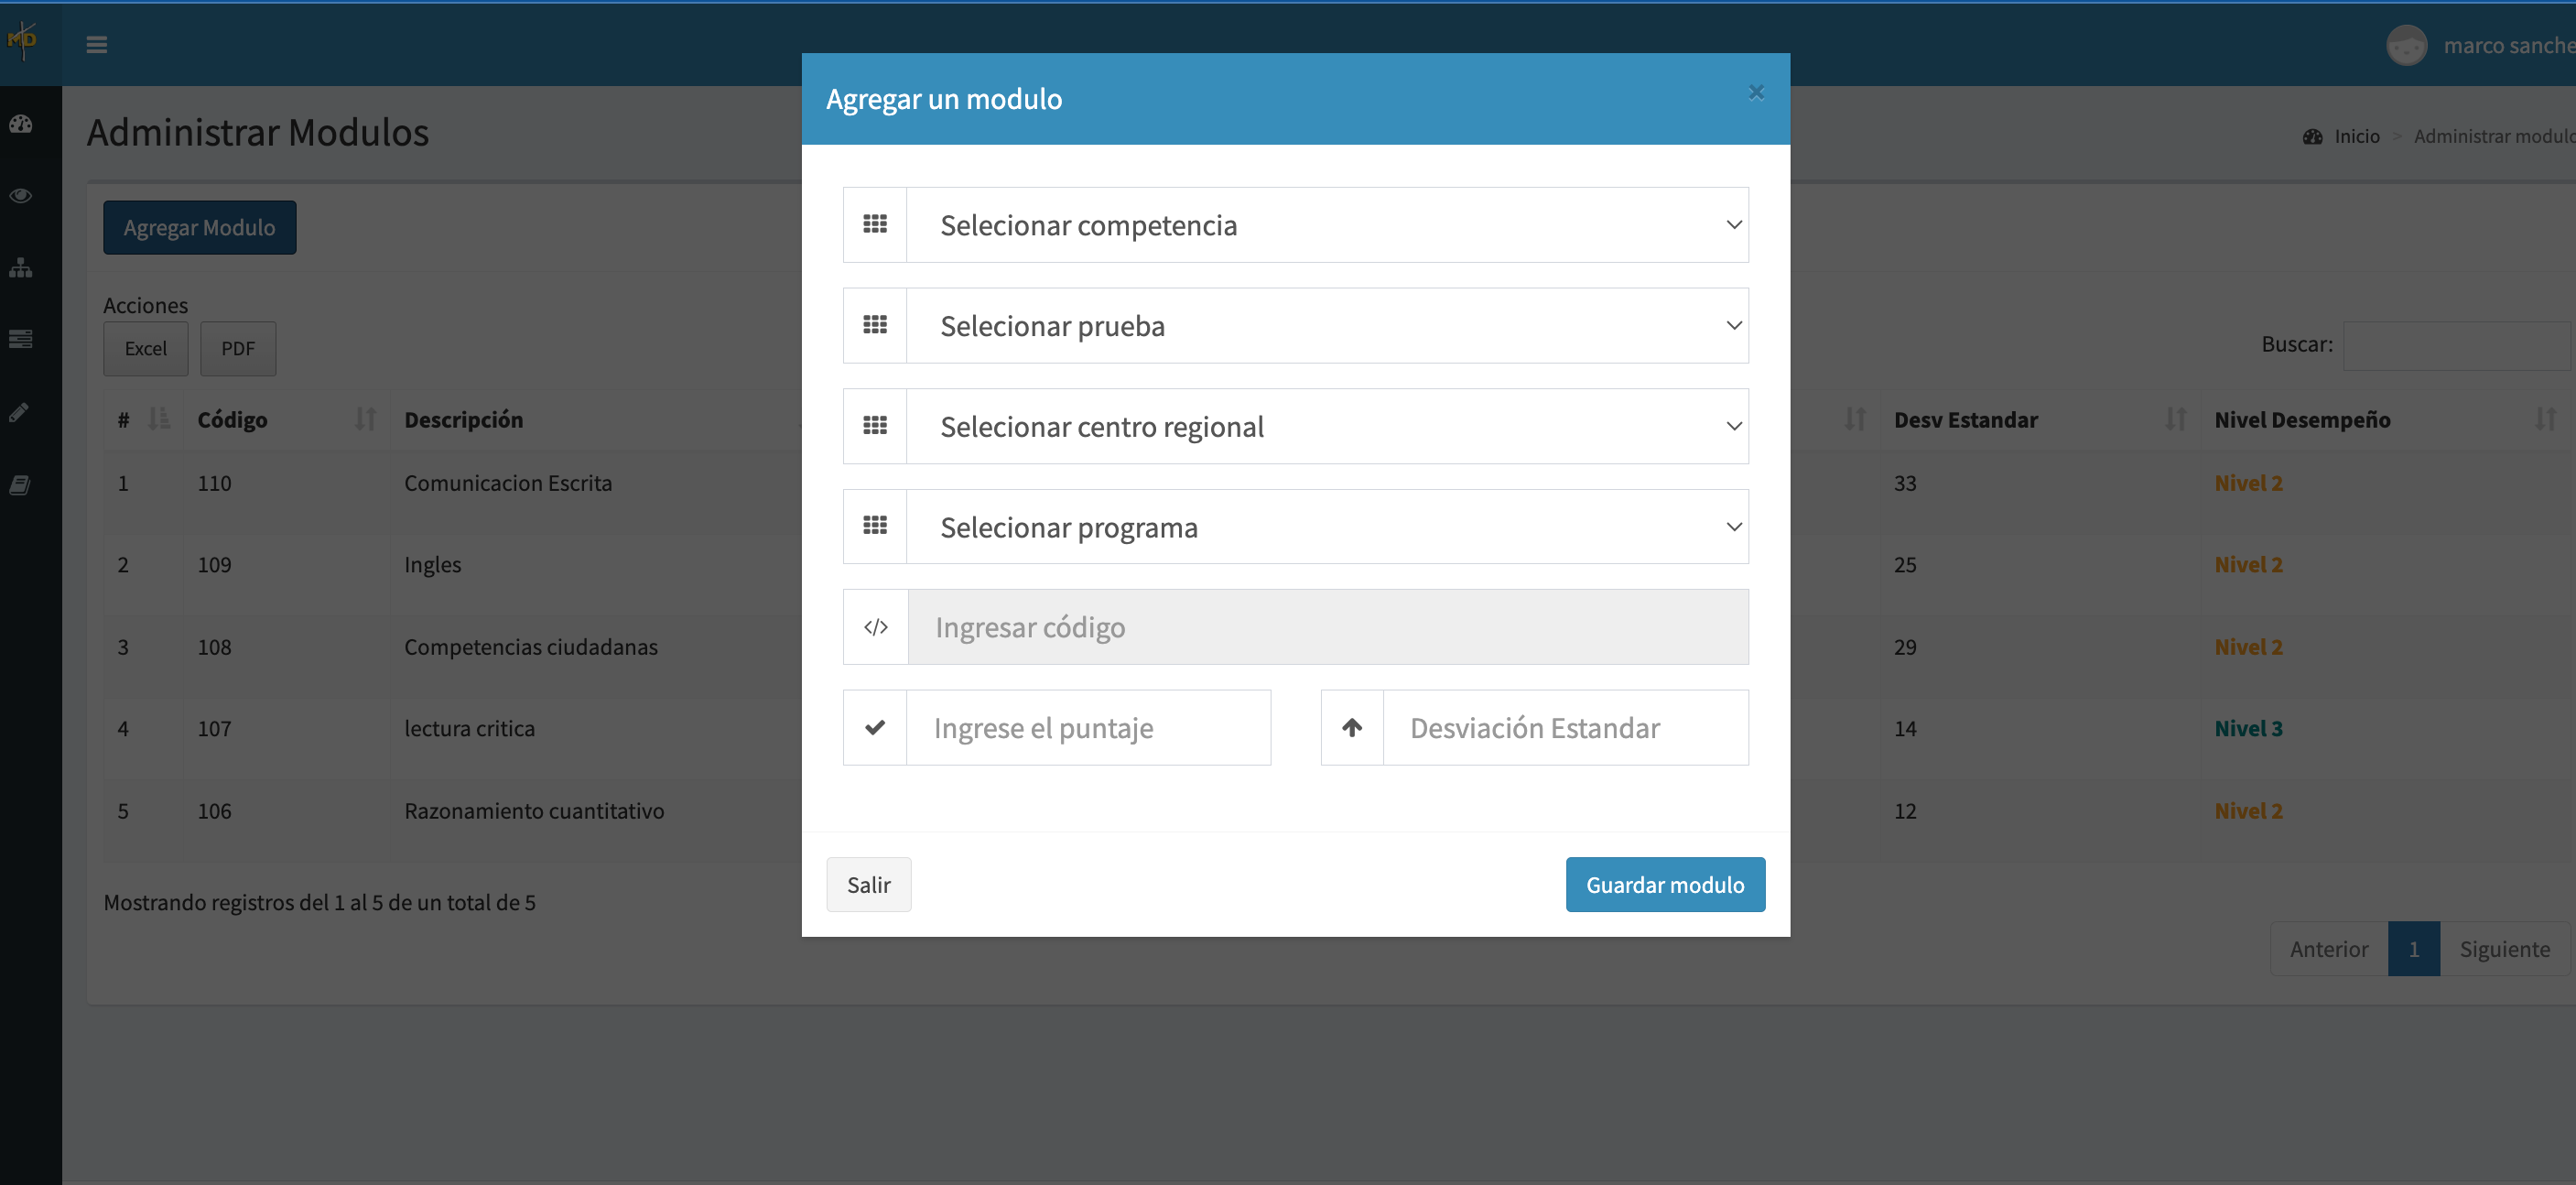 MD
marco sanche
Agregar un modulo
×
Administrar Modulos
Inicio > Administrar modulo
Agregar Modulo
Selecionar competencia
Acciones
Excel PDF
Selecionar prueba
Buscar:
Selecionar centro regional
# Código Descripción Desv Estandar Nivel Desempeño
1 110 Comunicacion Escrita 33 Nivel 2
Selecionar programa
2 109 Ingles 25 Nivel 2
</> Ingresar código
3 108 Competencias ciudadanas 29 Nivel 2
Ingrese el puntaje Desviación Estandar
4 107 lectura critica 14 Nivel 3
5 106 Razonamiento cuantitativo 12 Nivel 2
Salir Guardar modulo
Mostrando registros del 1 al 5 de un total de 5
Anterior 1 Siguiente